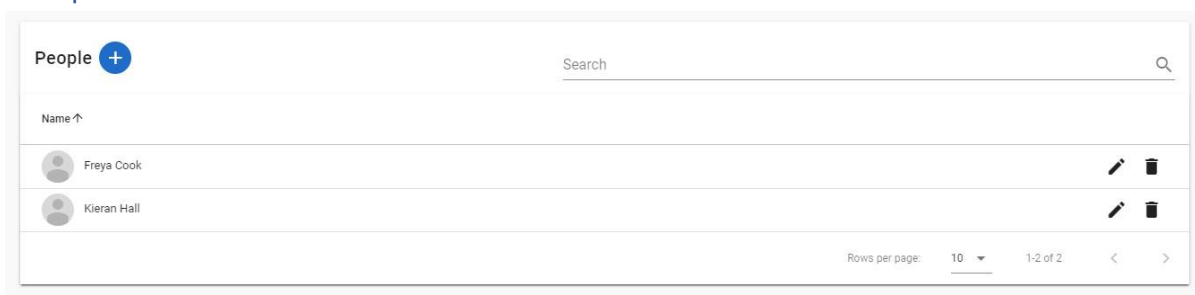 People
Search
Name
Freya Cook
Kieran Hall
Rows per page: 10 1-2 of 2